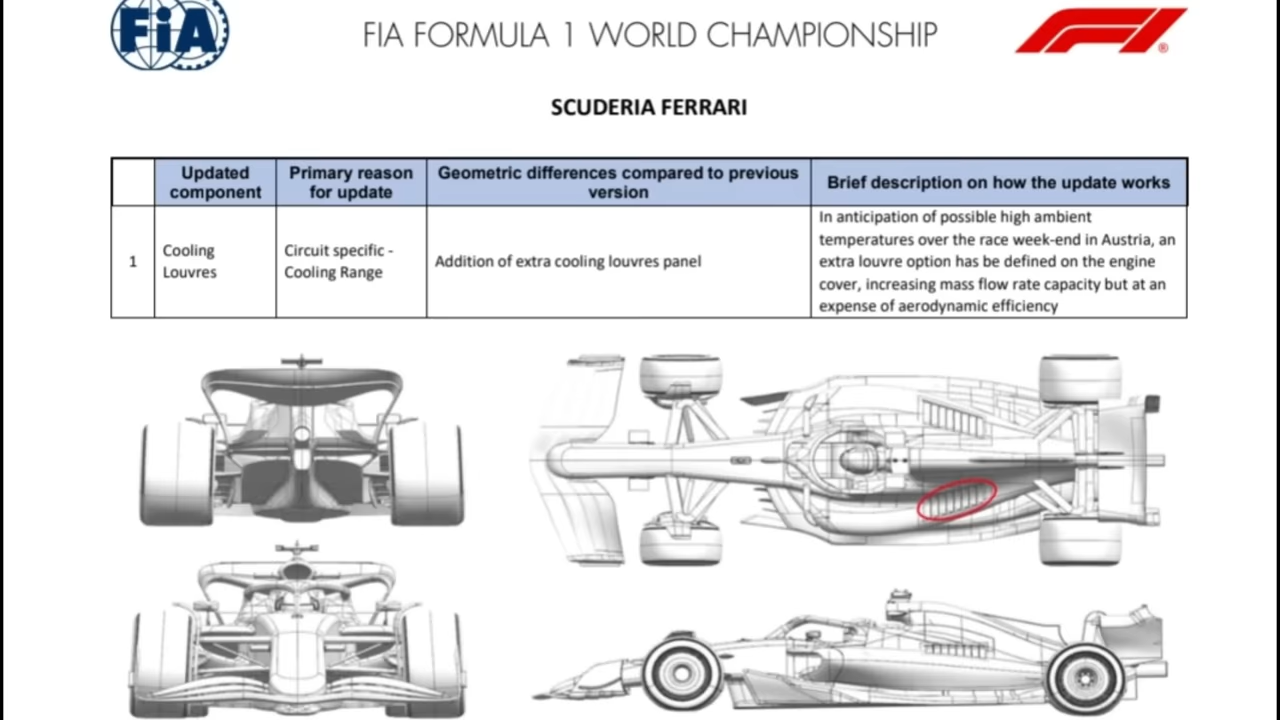 FIA
FIA FORMULA 1 WORLD CHAMPIONSHIP
F1®
SCUDERIA FERRARI
Updated
component
Primary reason
for update
Geometric differences compared to previous
version
Brief description on how the update works
1
Cooling
Louvres
Circuit specific -
Cooling Range
Addition of extra cooling louvres panel
In anticipation of possible high ambient
temperatures over the race week-end in Austria, an
extra louvre option has be defined on the engine
cover, increasing mass flow rate capacity but at an
expense of aerodynamic efficiency